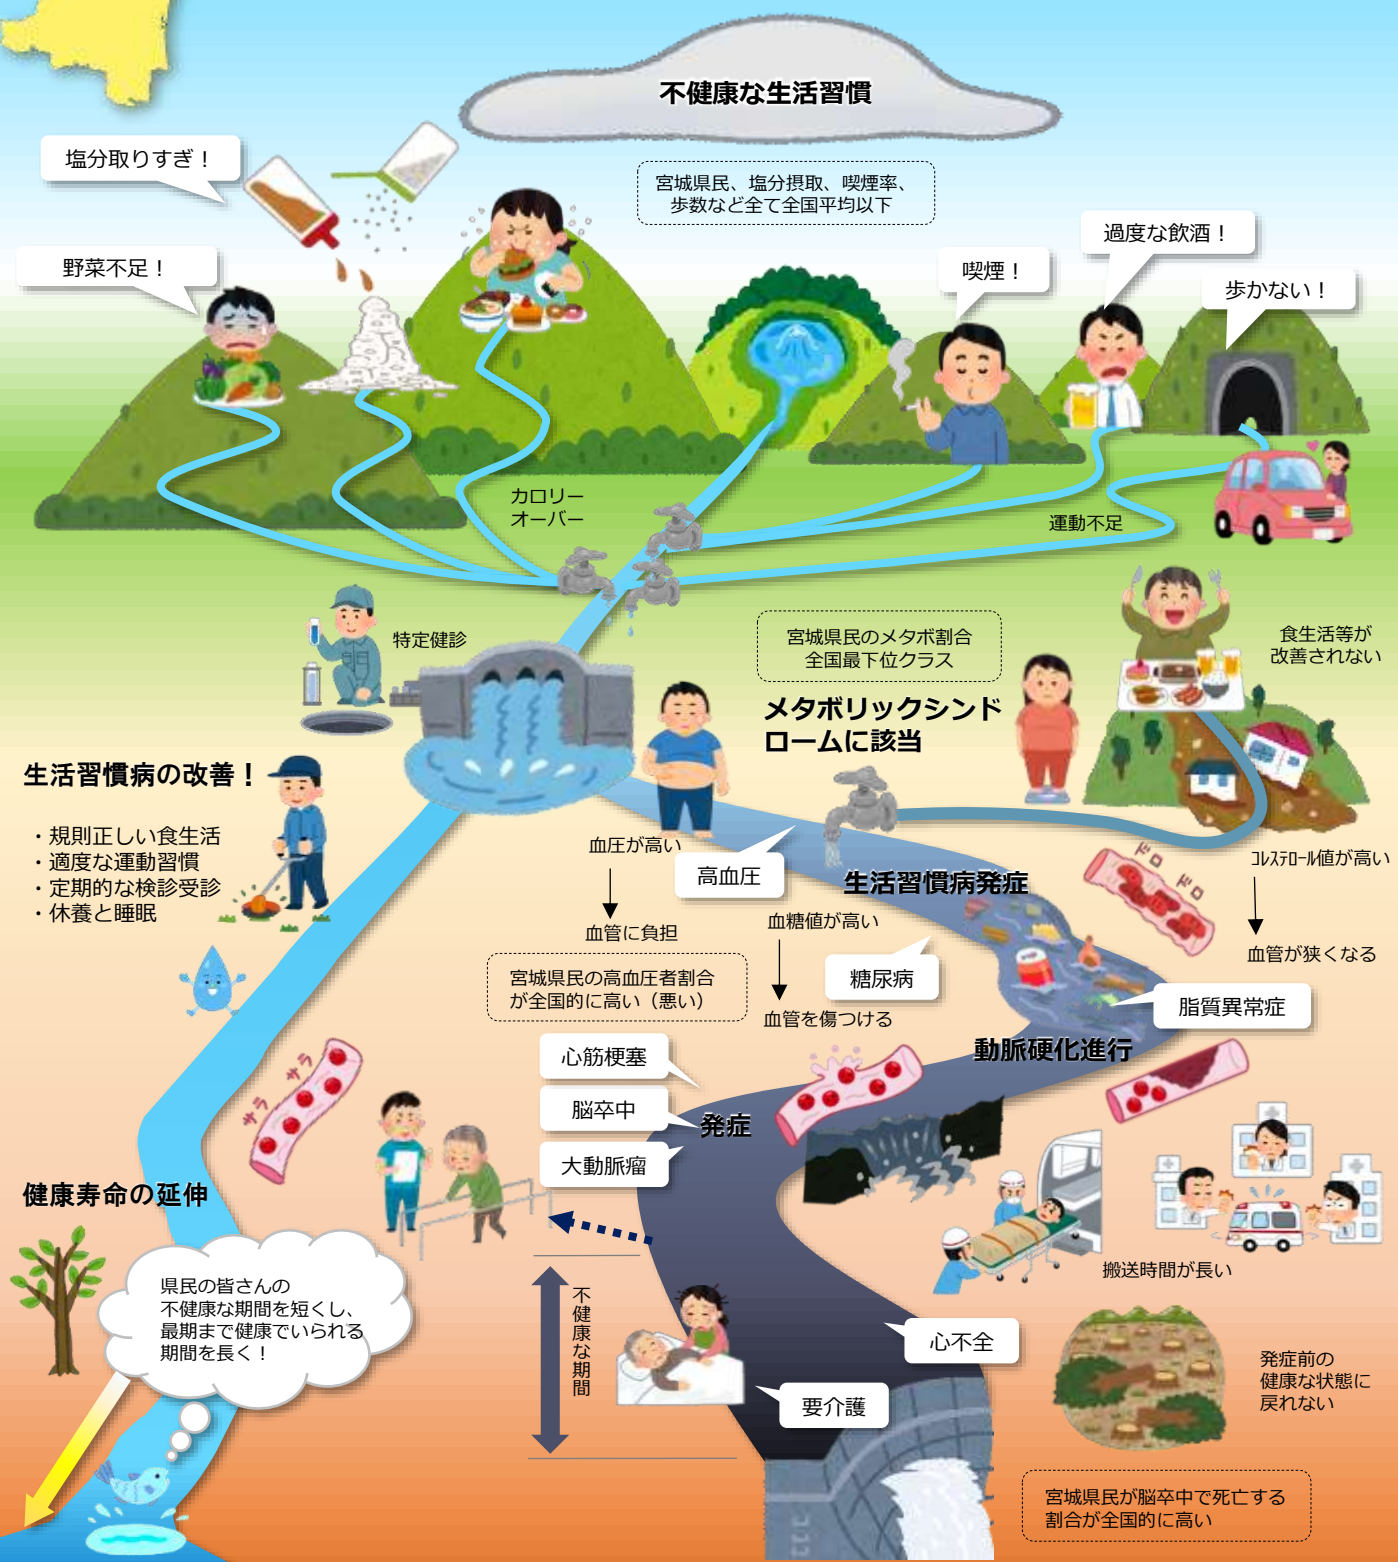 不健康な生活習慣
塩分取りすぎ！
宮城県民、塩分摂取、喫煙率、
歩数など全て全国平均以下
過度な飲酒！
野菜不足！
喫煙！
歩かない！
カロリー
オーバー
運動不足
特定健診
宮城県民のメタボ割合
全国最下位クラス
食生活等が
改善されない
メタボリックシンド
ロームに該当
生活習慣病の改善！
・規則正しい食生活
・適度な運動習慣
・定期的な検診受診
・休養と睡眠
血圧が高い
血管に負担
高血圧
生活習慣病発症
ドロ
ドロ
ｺﾚｽﾃﾛｰﾙ値が高い
血管が狭くなる
血糖値が高い
血管を傷つける
糖尿病
宮城県民の高血圧者割合
が全国的に高い（悪い）
脂質異常症
動脈硬化進行
心筋梗塞
脳卒中
大動脈瘤
発症
サラ
サラ
健康寿命の延伸
県民の皆さんの
不健康な期間を短くし、
最期まで健康でいられる
期間を長く！
不健康な期間
搬送時間が長い
心不全
要介護
発症前の
健康な状態に
戻れない
宮城県民が脳卒中で死亡する
割合が全国的に高い